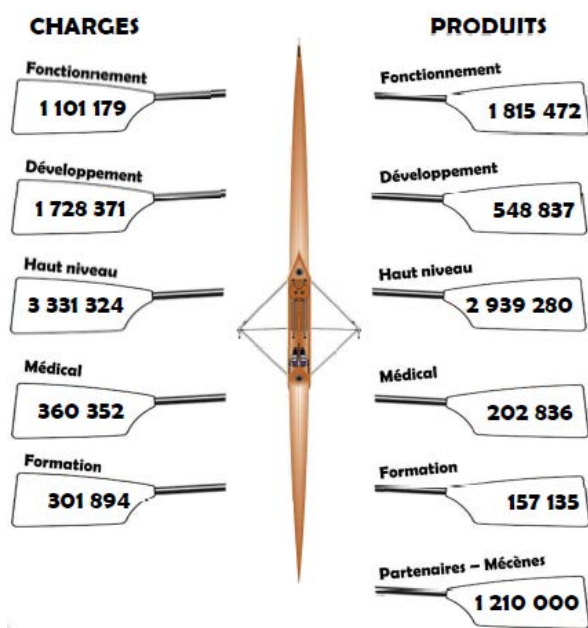 CHARGES
Fonctionnement
1 101 179
Développement
1 728 371
Haut niveau
3 331 324
Médical
360 352
Formation
301 894
PRODUITS
Fonctionnement
1 815 472
Développement
548 837
Haut niveau
2 939 280
Médical
202 836
Formation
157 135
Partenaires – Mécènes
1 210 000